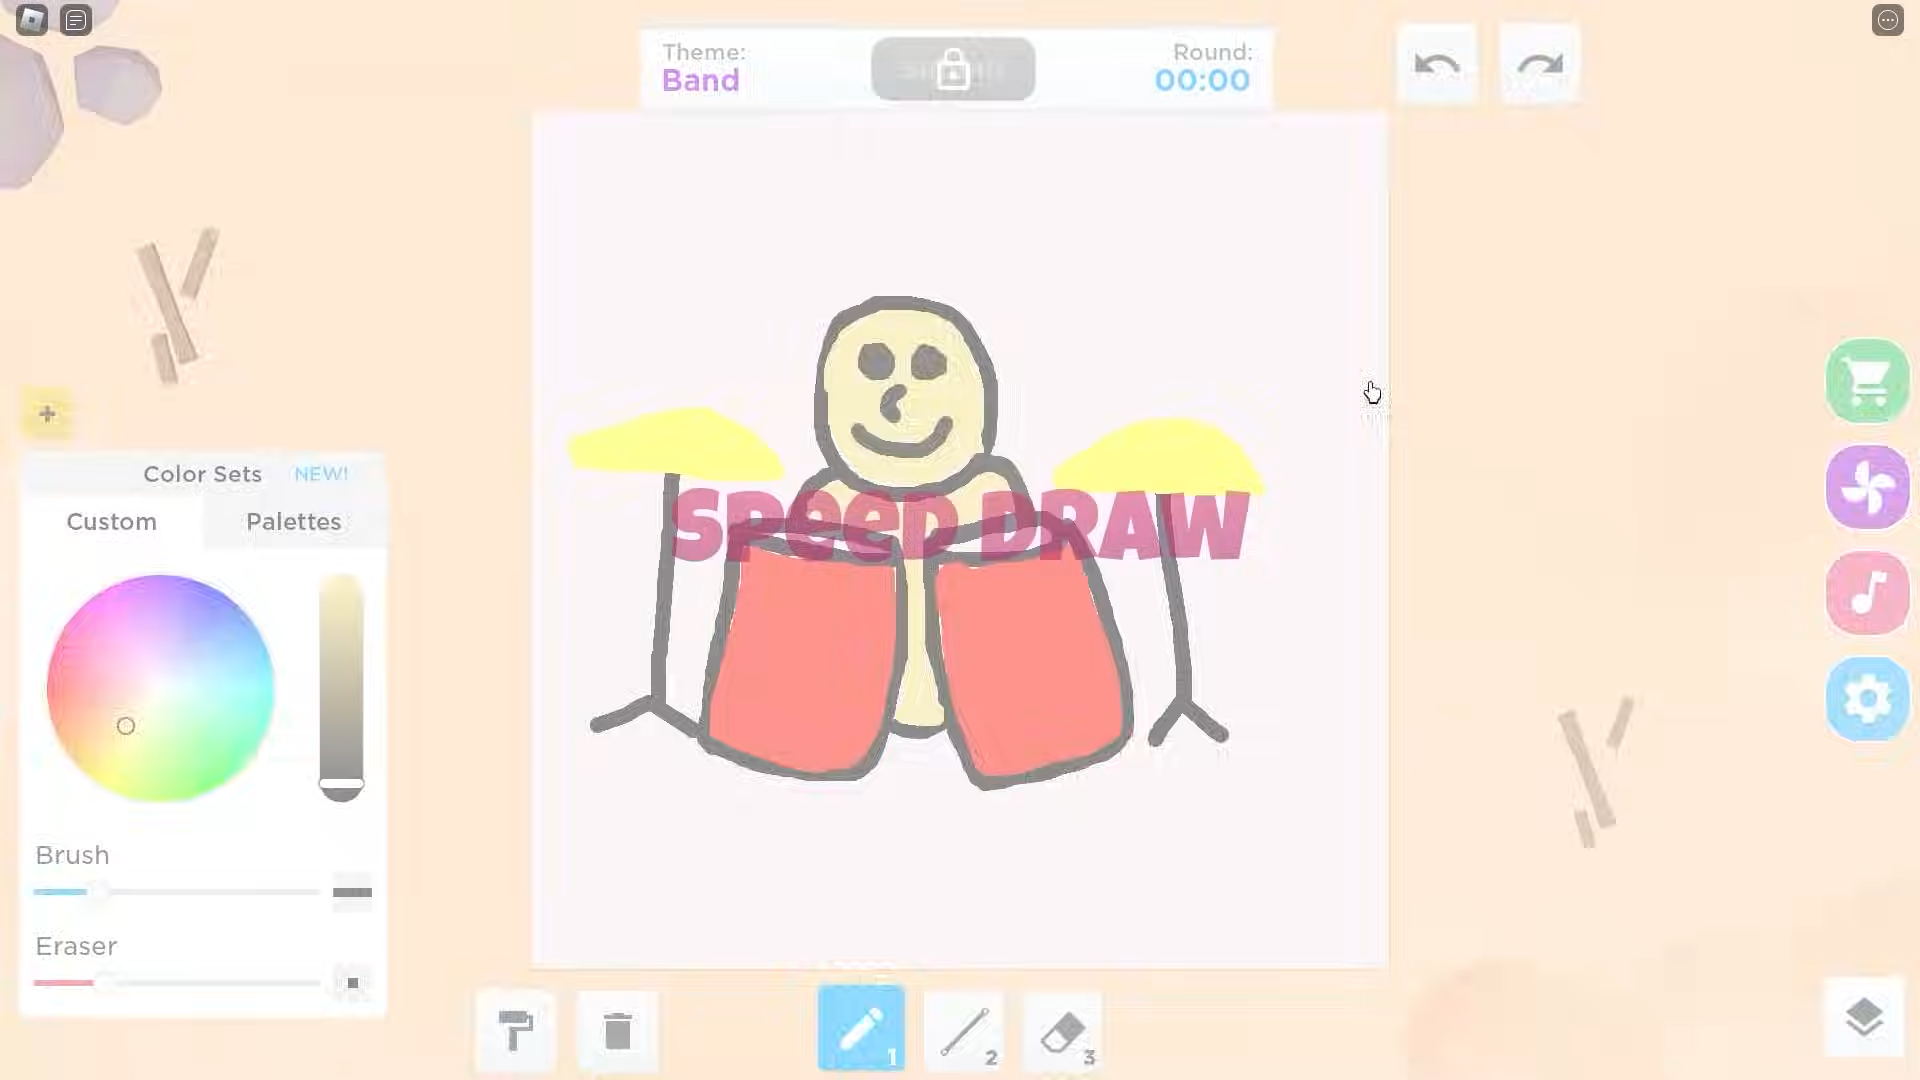 Theme:
Band
Round:
00:00
Color Sets NEW!
Custom
Palettes
SPEED DRAW
Brush
Eraser
1
2
3